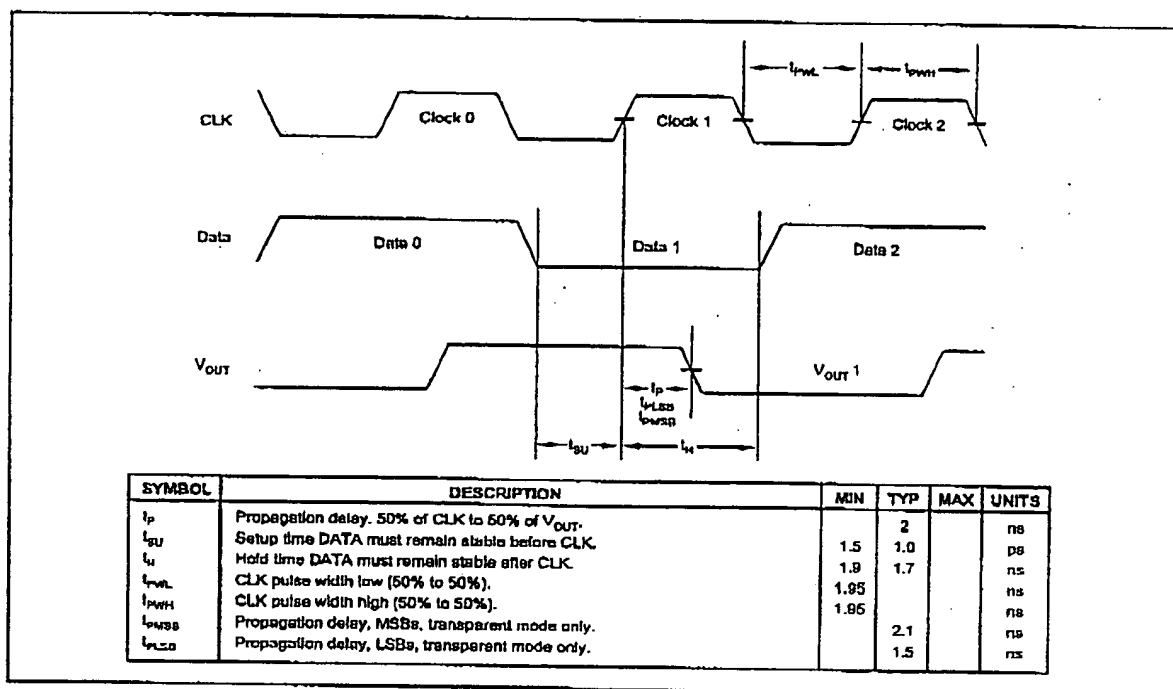 tPWL tPWH
CLK Clock 0 Clock 1 Clock 2
Data Data 0 Data 1 Data 2
VOUT VOUT 1
tP
tPLSB
tPMSB
tSU tH
SYMBOL DESCRIPTION MIN TYP MAX UNITS
tP Propagation delay. 50% of CLK to 50% of VOUT. 2 ns
tSU Setup time DATA must remain stable before CLK. 1.5 1.0 ps
tH Hold time DATA must remain stable after CLK. 1.9 1.7 ns
tPWL CLK pulse width low (50% to 50%). 1.95 ns
tPWH CLK pulse width high (50% to 50%). 1.95 ns
tPMSB Propagation delay, MSBs, transparent mode only. 2.1 ns
tPLSB Propagation delay, LSBs, transparent mode only. 1.5 ns